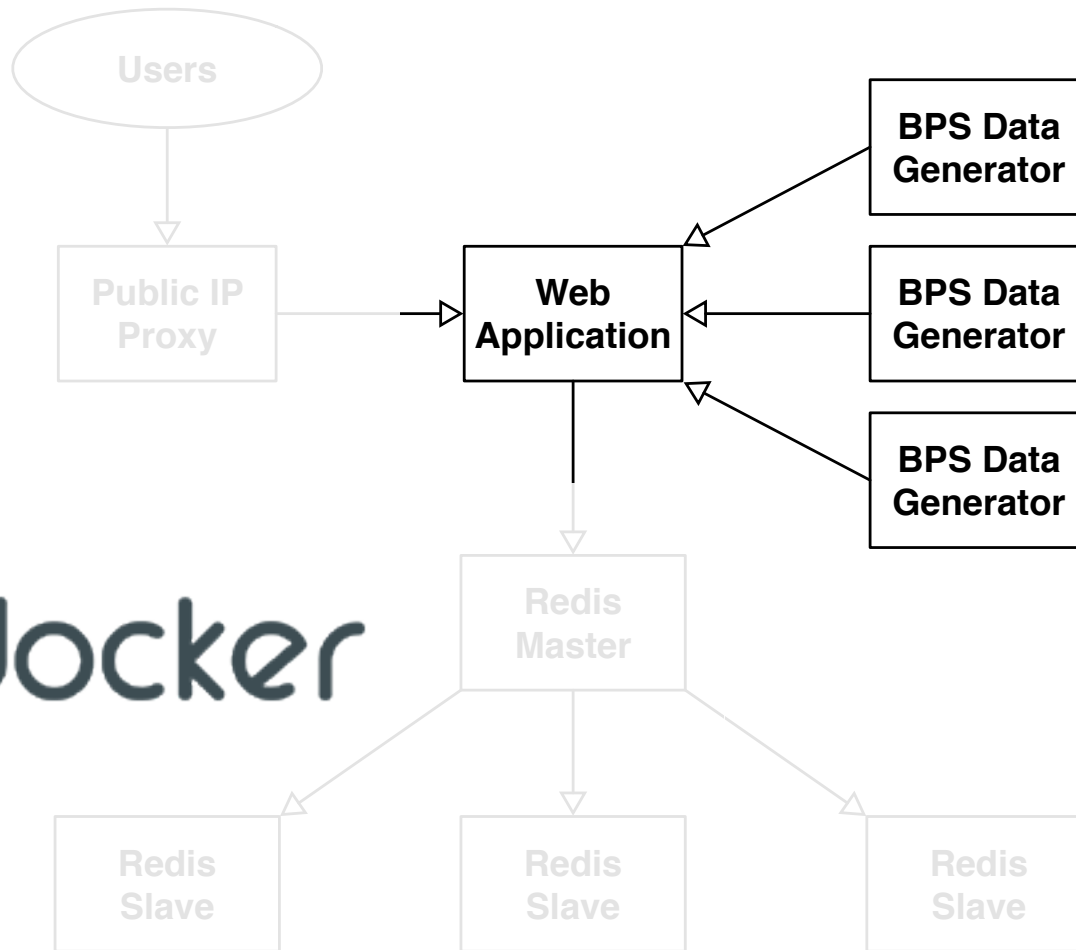 Users
BPS Data
Generator
Public IP
Proxy
Web
Application
BPS Data
Generator
BPS Data
Generator
Redis
Master
docker
Redis
Slave
Redis
Slave
Redis
Slave